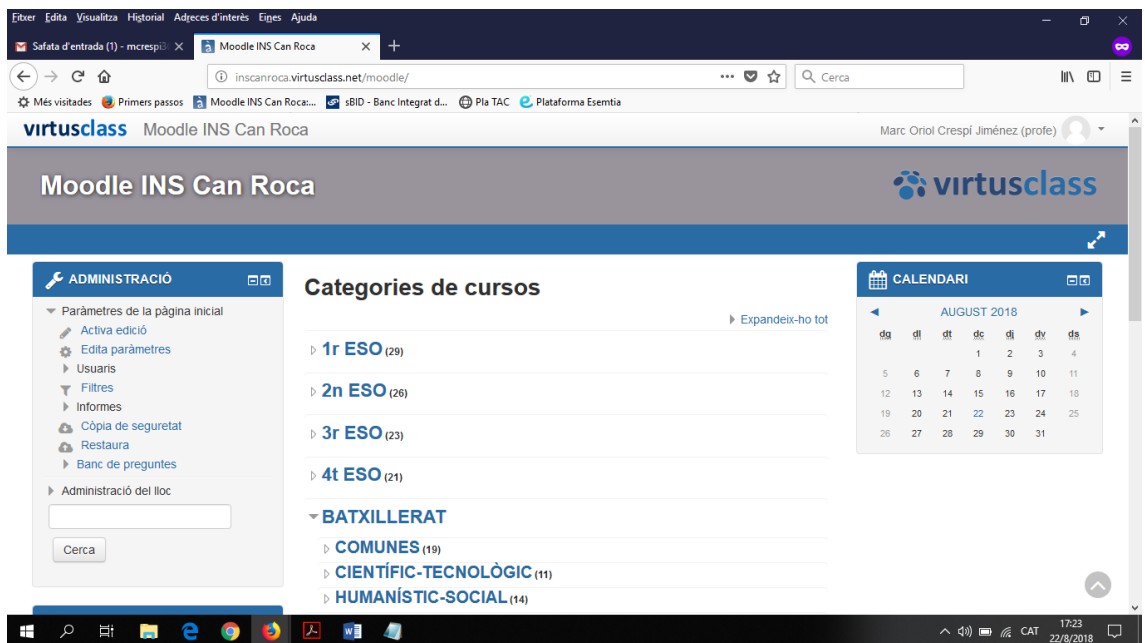 Fitxer Edita Visualitza Historial Adreces d'interès Eines Ajuda
Safata d'entrada (1) - mcrespi3 Moodle INS Can Roca
inscanroca.virtusclass.net/moodle/ Cerca
Més visitades Primers passos Moodle INS Can Roca:... sBID - Banc Integrat d... Pla TAC Plataforma Esemtia
virtusclass Moodle INS Can Roca Marc Oriol Crespí Jiménez (profe)
Moodle INS Can Roca virtusclass
ADMINISTRACIÓ
Paràmetres de la pàgina inicial
Activa edició
Edita paràmetres
Usuaris
Filtres
Informes
Còpia de seguretat
Restaura
Banc de preguntes
Administració del lloc
Cerca
Categories de cursos
Expandeix-ho tot
1r ESO (29)
2n ESO (26)
3r ESO (23)
4t ESO (21)
BATXILLERAT
COMUNES (19)
CIENTÍFIC-TECNOLÒGIC (11)
HUMANÍSTIC-SOCIAL (14)
CALENDARI
◄ AUGUST 2018 ►
dg dl dt dc dj dv ds
1 2 3 4
5 6 7 8 9 10 11
12 13 14 15 16 17 18
19 20 21 22 23 24 25
26 27 28 29 30 31
CAT
17:23
22/8/2018